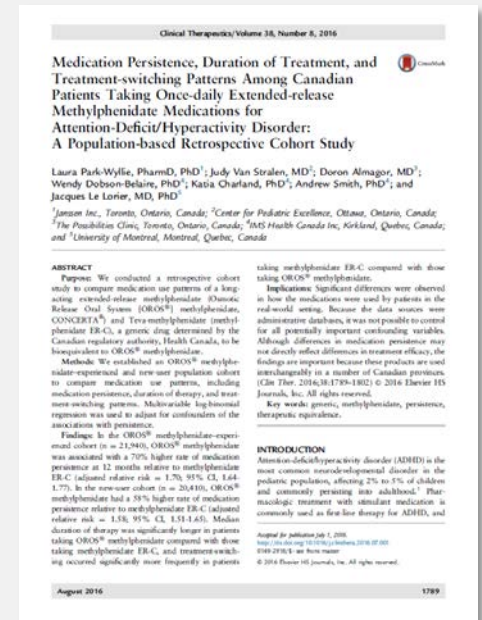 Clinical Therapeutics/Volume 38, Number 8, 2016
Medication Persistence, Duration of Treatment, and
Treatment-switching Patterns Among Canadian
Patients Taking Once-daily Extended-release
Methylphenidate Medications for
Attention-Deficit/Hyperactivity Disorder:
A Population-based Retrospective Cohort Study
CrossMark
Laura Park-Wyllie, PharmD, PhD1; Judy Van Stralen, MD2; Doron Almagor, MD3;
Wendy Dobson-Belaire, PhD4; Katia Charland, PhD4; Andrew Smith, PhD4; and
Jacques Le Lorier, MD, PhD5
1Janssen Inc., Toronto, Ontario, Canada; 2Center for Pediatric Excellence, Ottawa, Ontario, Canada;
3The Possibilities Clinic, Toronto, Ontario, Canada; 4IMS Health Canada Inc, Kirkland, Quebec, Canada;
and 5University of Montreal, Montreal, Quebec, Canada
ABSTRACT
Purpose: We conducted a retrospective cohort
study to compare medication use patterns of a long-
acting extended-release methylphenidate (Osmotic
Release Oral System [OROS®] methylphenidate,
CONCERTA®) and Teva-methylphenidate (methyl-
phenidate ER-C), a generic drug determined by the
Canadian regulatory authority, Health Canada, to be
bioequivalent to OROS® methylphenidate.
Methods: We established an OROS® methylphe-
nidate-experienced and new-user population cohort
to compare medication use patterns, including
medication persistence, duration of therapy, and treat-
ment-switching patterns. Multivariable log-binomial
regression was used to adjust for confounders of the
associations with persistence.
Findings: In the OROS® methylphenidate-experi-
enced cohort (n = 21,940), OROS® methylphenidate
was associated with a 70% higher rate of medication
persistence at 12 months relative to methylphenidate
ER-C (adjusted relative risk = 1.70; 95% CI, 1.64-
1.77). In the new-user cohort (n = 20,410), OROS®
methylphenidate had a 58% higher rate of medication
persistence relative to methylphenidate ER-C (adjusted
relative risk = 1.58; 95% CI, 1.51-1.65). Median
duration of therapy was significantly longer in patients
taking OROS® methylphenidate compared with those
taking methylphenidate ER-C, and treatment-switch-
ing occurred significantly more frequently in patients
taking methylphenidate ER-C compared with those
taking OROS® methylphenidate.
Implications: Significant differences were observed
in how the medications were used by patients in the
real-world setting. Because the data sources were
administrative databases, it was not possible to control
for all potentially important confounding variables.
Although differences in medication persistence may
not directly reflect differences in treatment efficacy, the
findings are important because these products are used
interchangeably in a number of Canadian provinces.
(Clin Ther. 2016;38:1789-1802) © 2016 Elsevier HS
Journals, Inc. All rights reserved.
Key words: generic, methylphenidate, persistence,
therapeutic equivalence.
INTRODUCTION
Attention-deficit/hyperactivity disorder (ADHD) is the
most common neurodevelopmental disorder in the
pediatric population, affecting 2% to 5% of children
and commonly persisting into adulthood.1 Phar-
macologic treatment with stimulant medication is
commonly used as first-line therapy for ADHD, and
Accepted for publication July 1, 2016.
0149-2918/$ - see front matter
© 2016 Elsevier HS Journals, Inc. All rights reserved.
August 2016
1789